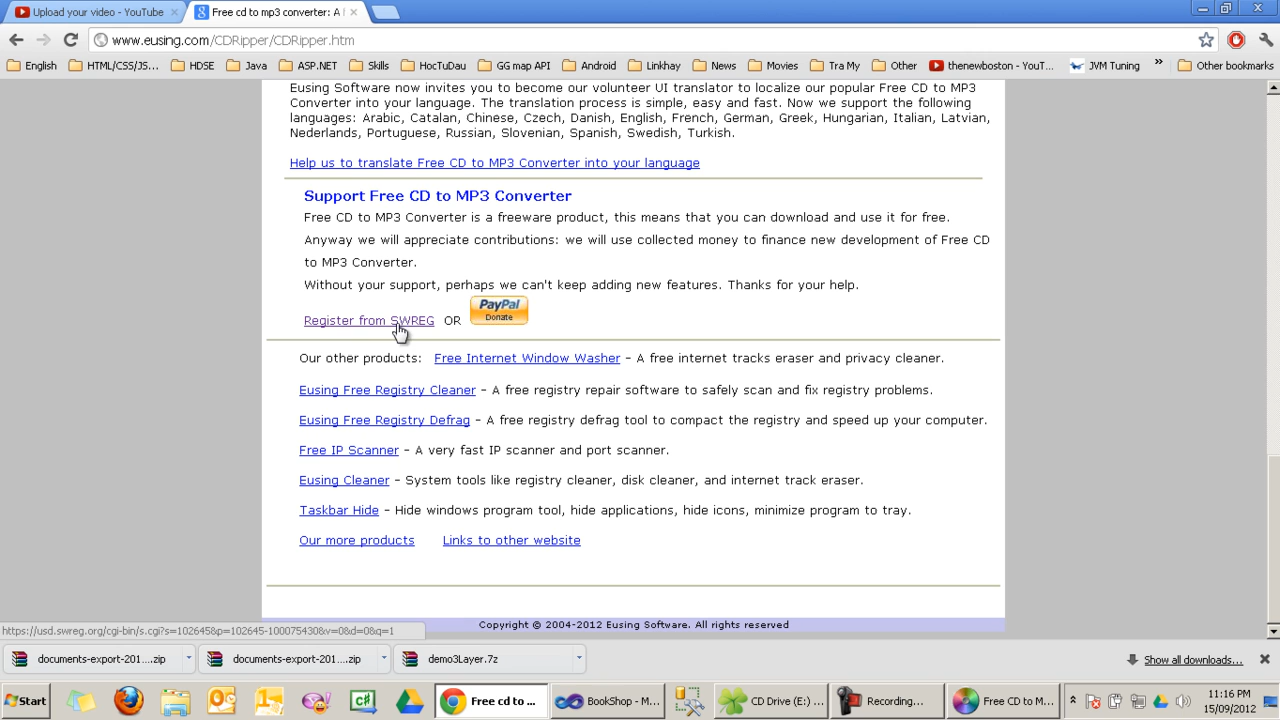 Upload your video - YouTube
Free cd to mp3 converter: A
www.eusing.com/CDRipper/CDRipper.htm
English
HTML/CSS/JS...
HDSE
Java
ASP.NET
Skills
HocTuDau
GG map API
Android
Linkhay
News
Movies
Tra My
Other
thenewboston - YouT...
JVM Tuning
»
Other bookmarks
Eusing Software now invites you to become our volunteer UI translator to localize our popular Free CD to MP3
Converter into your language. The translation process is simple, easy and fast. Now we support the following
languages: Arabic, Catalan, Chinese, Czech, Danish, English, French, German, Greek, Hungarian, Italian, Latvian,
Nederlands, Portuguese, Russian, Slovenian, Spanish, Swedish, Turkish.
Help us to translate Free CD to MP3 Converter into your language
Support Free CD to MP3 Converter
Free CD to MP3 Converter is a freeware product, this means that you can download and use it for free.
Anyway we will appreciate contributions: we will use collected money to finance new development of Free CD
to MP3 Converter.
Without your support, perhaps we can't keep adding new features. Thanks for your help.
Register from SWREG OR PayPal Donate
Our other products: Free Internet Window Washer - A free internet tracks eraser and privacy cleaner.
Eusing Free Registry Cleaner - A free registry repair software to safely scan and fix registry problems.
Eusing Free Registry Defrag - A free registry defrag tool to compact the registry and speed up your computer.
Free IP Scanner - A very fast IP scanner and port scanner.
Eusing Cleaner - System tools like registry cleaner, disk cleaner, and internet track eraser.
Taskbar Hide - Hide windows program tool, hide applications, hide icons, minimize program to tray.
Our more products Links to other website
Copyright © 2004-2012 Eusing Software. All rights reserved
https://usd.swreg.org/cgi-bin/s.cgi?s=102645&p=102645-100075430&v=0&d=0&q=1
documents-export-201....zip
documents-export-201....zip
demo3Layer.7z
Show all downloads...
Start
Free cd to ...
BookShop - M...
CD Drive (E:) ...
Recording...
Free CD to M...
11:16 PM
15/09/2012